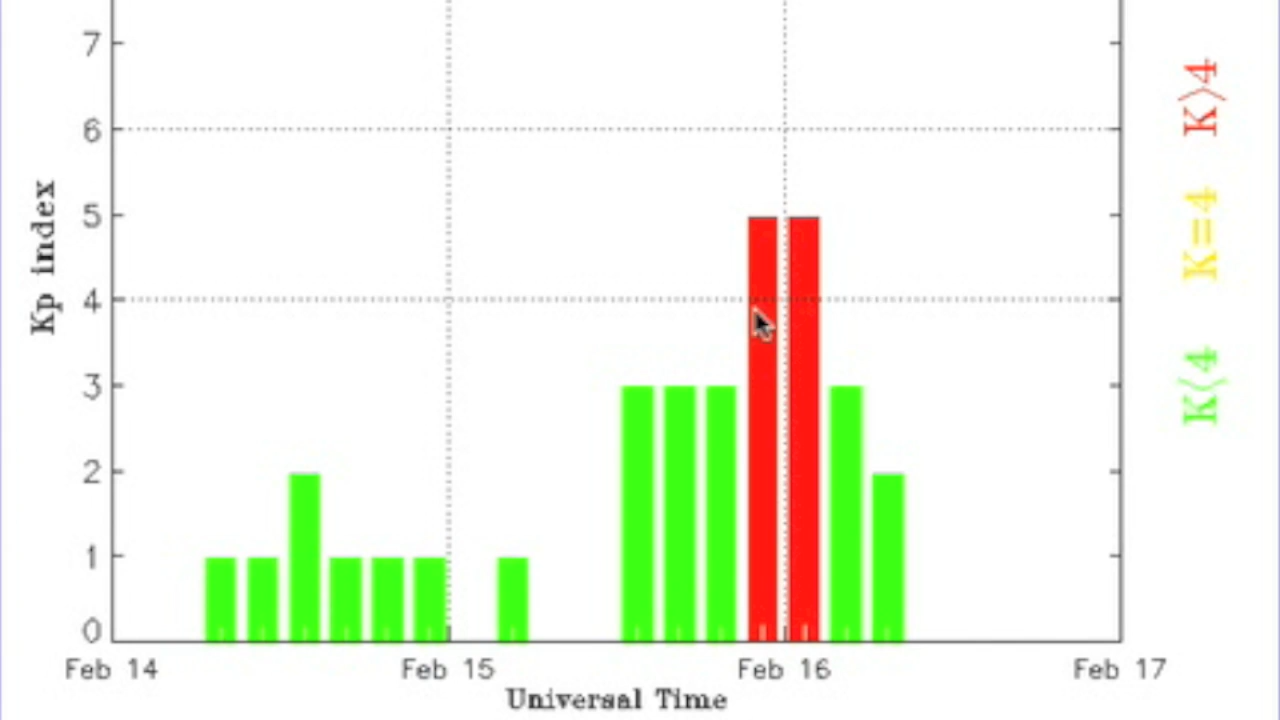 7
6
5
4
3
2
1
0
Kp index
Feb 14
Feb 15
Feb 16
Feb 17
Universal Time
K>4
K=4
K<4